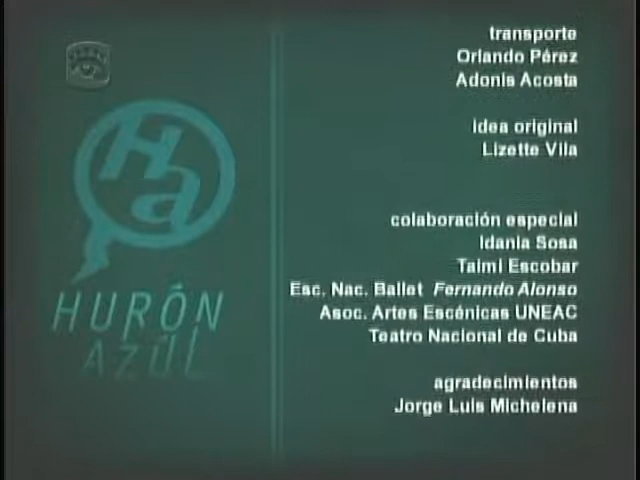 Ha
HURÓN
AZUL
transporte
Orlando Pérez
Adonis Acosta
idea original
Lizette Vila
colaboración especial
Idania Sosa
Taimi Escobar
Esc. Nac. Ballet Fernando Alonso
Asoc. Artes Escénicas UNEAC
Teatro Nacional de Cuba
agradecimientos
Jorge Luis Michelena